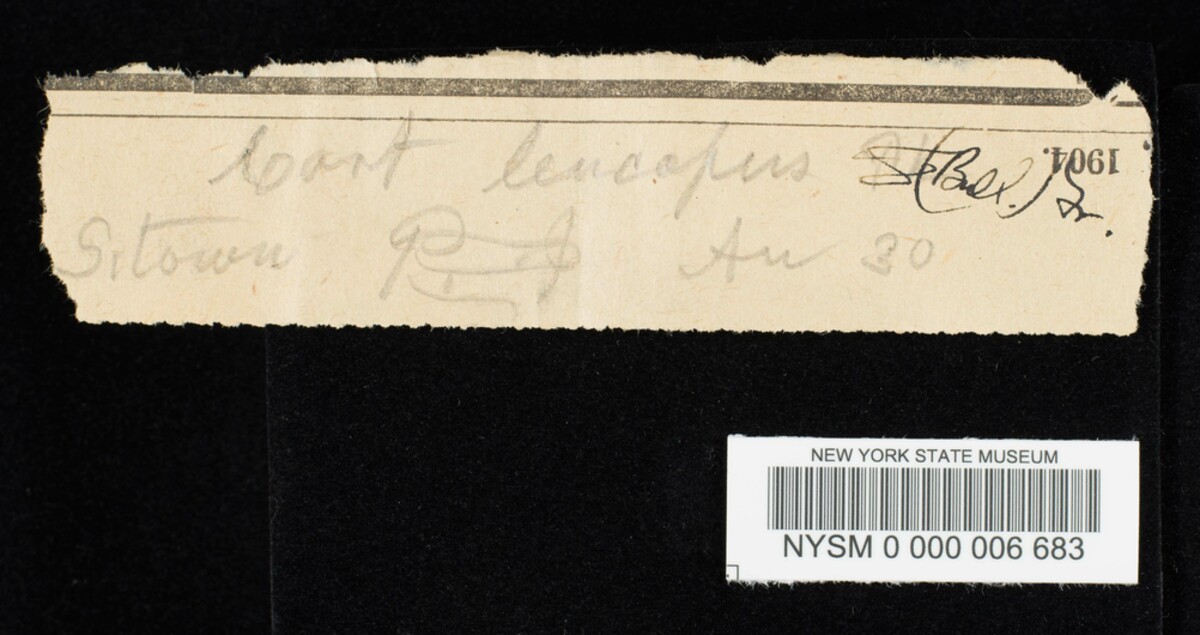 Cort leucopus
1904.
S.town Au 30
NEW YORK STATE MUSEUM
NYSM 0 000 006 683